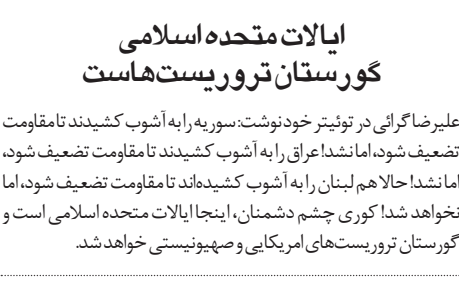 ایالات متحده اسلامی
گورستان تروریست‌هاست
علیرضا گرائی در توئیتر خود نوشت: سوریه را به آشوب کشیدند تا مقاومت
تضعیف شود، اما نشد! عراق را به آشوب کشیدند تا مقاومت تضعیف شود،
اما نشد! حالا هم لبنان را به آشوب کشیده‌اند تا مقاومت تضعیف شود، اما
نخواهد شد! کوری چشم دشمنان، اینجا ایالات متحده اسلامی است و
گورستان تروریست‌های امریکایی و صهیونیستی خواهد شد.